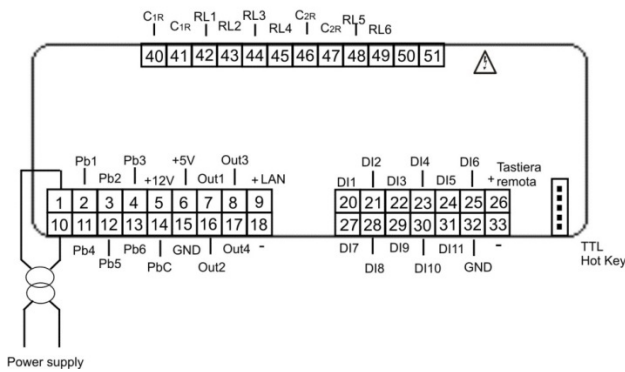 C1R RL3 C2R RL5
C1R RL1 RL2 RL4 C2R RL6
40 41 42 43 44 45 46 47 48 49 50 51
Pb1 Pb3 +5V Out3
Pb2 +12V Out1 + LAN
1 2 3 4 5 6 7 8 9
10 11 12 13 14 15 16 17 18
Pb4 Pb6 GND Out4 -
Pb5 PbC Out2
DI2 DI4 DI6 Tastiera
DI1 DI3 DI5 + remota
20 21 22 23 24 25 26
27 28 29 30 31 32 33
DI7 DI9 DI11 -
DI8 DI10 GND
TTL
Hot Key
Power supply